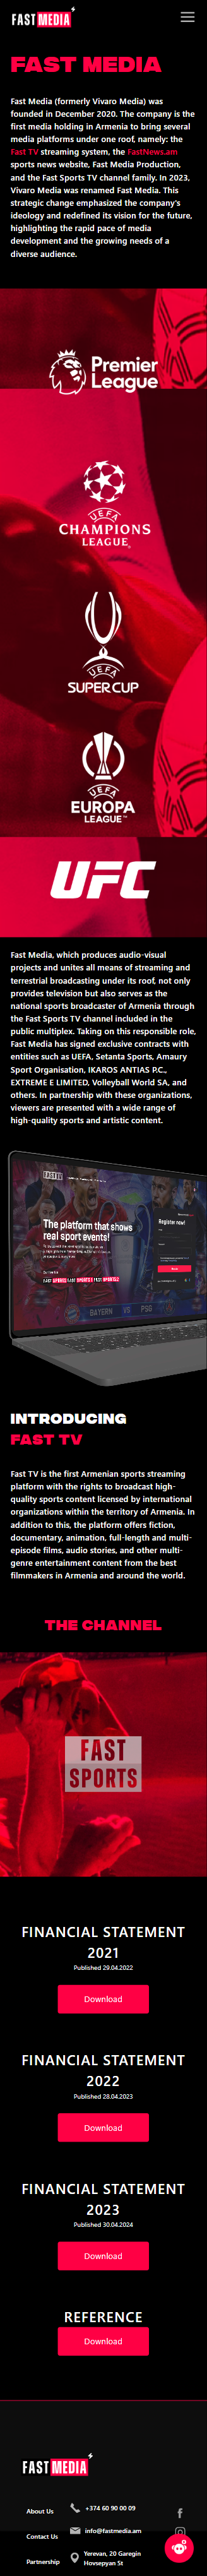 FAST MEDIA
FAST MEDIA
Fast Media (formerly Vivaro Media) was
founded in December 2020. The company is the
first media holding in Armenia to bring several
media platforms under one roof, namely: the
Fast TV streaming system, the FastNews.am
sports news website, Fast Media Production,
and the Fast Sports TV channel family. In 2023,
Vivaro Media was renamed Fast Media. This
strategic change emphasized the company's
ideology and redefined its vision for the future,
highlighting the rapid pace of media
development and the growing needs of a
diverse audience.
Premier
League
UEFA
CHAMPIONS
LEAGUE
UEFA
SUPERCUP
UEFA
EUROPA
LEAGUE™
UFC
Fast Media, which produces audio-visual
projects and unites all means of streaming and
terrestrial broadcasting under its roof, not only
provides television but also serves as the
national sports broadcaster of Armenia through
the Fast Sports TV channel included in the
public multiplex. Taking on this responsible role,
Fast Media has signed exclusive contracts with
entities such as UEFA, Setanta Sports, Amaury
Sport Organisation, IKAROS ANTIAS P.C.,
EXTREME E LIMITED, Volleyball World SA, and
others. In partnership with these organizations,
viewers are presented with a wide range of
high-quality sports and artistic content.
The platform that shows
real sport events!
Register now!
BAYERN VS PSG
INTRODUCING
FAST TV
Fast TV is the first Armenian sports streaming
platform with the rights to broadcast high-
quality sports content licensed by international
organizations within the territory of Armenia. In
addition to this, the platform offers fiction,
documentary, animation, full-length and multi-
episode films, audio stories, and other multi-
genre entertainment content from the best
filmmakers in Armenia and around the world.
THE CHANNEL
FAST
SPORTS
FINANCIAL STATEMENT
2021
Published 29.04.2022
Download
FINANCIAL STATEMENT
2022
Published 28.04.2023
Download
FINANCIAL STATEMENT
2023
Published 30.04.2024
Download
REFERENCE
Download
FAST MEDIA
About Us
+374 60 90 00 09
Contact Us
info@fastmedia.am
Partnership
Yerevan, 20 Garegin
Hovsepyan St